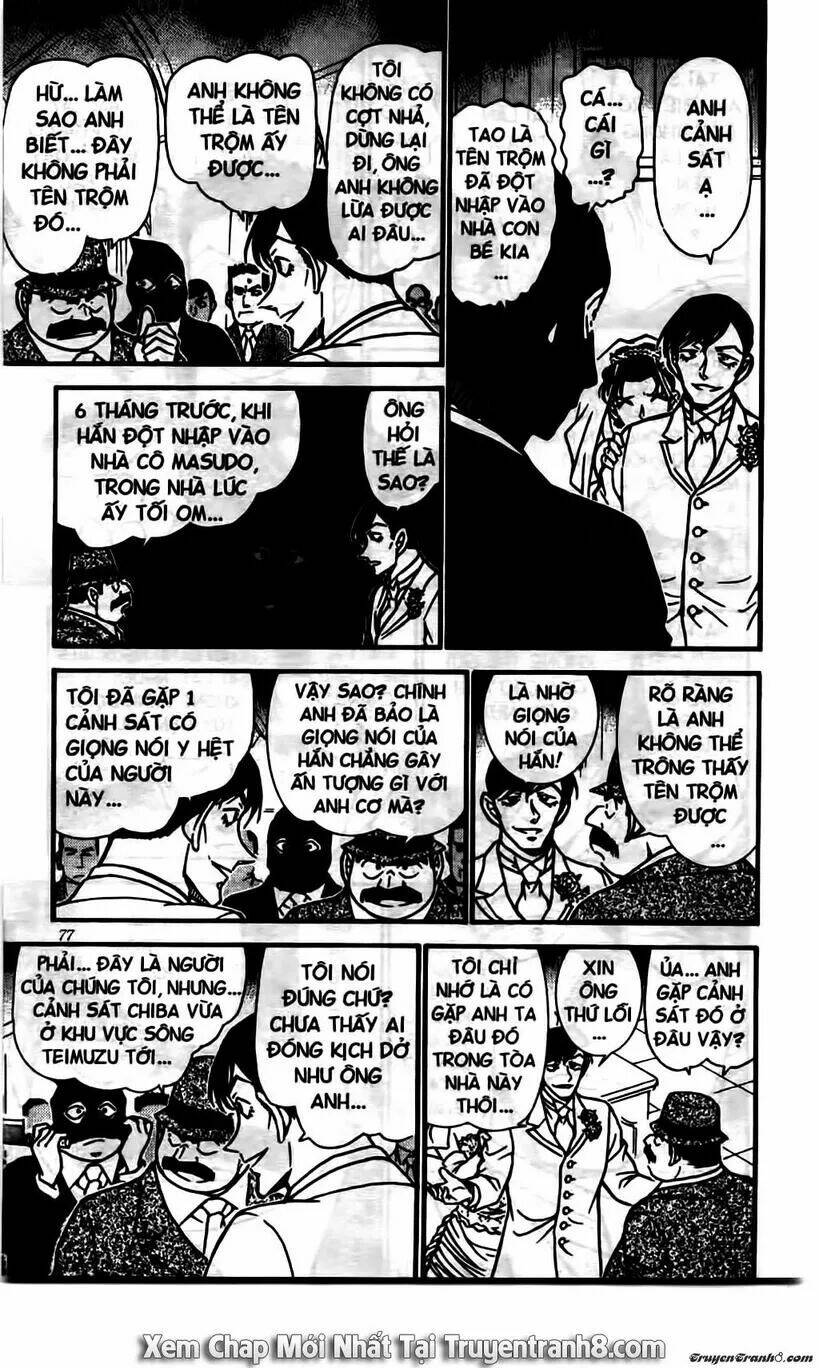 ANH
CẢNH
SÁT
Ạ
...
CÁ...
CÁI
GÌ
...?
TAO LÀ
TÊN TRỘM
ĐÃ ĐỘT
NHẬP VÀO
NHÀ CON
BÉ KIA
...
TÔI
KHÔNG CÓ
CỢT NHẢ,
DỪNG LẠI
ĐI, ÔNG
ANH KHÔNG
LỪA ĐƯỢC
AI ĐÂU...
ANH KHÔNG
THỂ LÀ TÊN
TRỘM ẤY
ĐƯỢC...
HỪ... LÀM
SAO ANH
BIẾT... ĐÂY
KHÔNG PHẢI
TÊN TRỘM
ĐÓ...
ÔNG
HỎI
THẾ LÀ
SAO?
6 THÁNG TRƯỚC, KHI
HẮN ĐỘT NHẬP VÀO
NHÀ CÔ MASUDO,
TRONG NHÀ LÚC
ẤY TỐI OM...
RÕ RÀNG
LÀ ANH
KHÔNG THỂ
TRÔNG THẤY
TÊN TRỘM
ĐƯỢC
...
LÀ NHỜ
GIỌNG
NÓI CỦA
HẮN!
VẬY SAO? CHÍNH
ANH ĐÃ BẢO LÀ
GIỌNG NÓI CỦA
HẮN CHẲNG GÂY
ẤN TƯỢNG GÌ VỚI
ANH CƠ MÀ?
TÔI ĐÃ GẶP 1
CẢNH SÁT CÓ
GIỌNG NÓI Y HỆT
CỦA NGƯỜI
NÀY...
77
ỦA... ANH
GẶP CẢNH
SÁT ĐÓ Ở
ĐÂU VẬY?
XIN
ÔNG
THỨ LỖI
...
TÔI CHỈ
NHỚ LÀ CÓ
GẶP ANH TA
ĐÂU ĐÓ
TRONG TÒA
NHÀ NÀY
THÔI...
TÔI NÓI
ĐÚNG CHỨ?
CHƯA THẤY AI
ĐÓNG KỊCH DỞ
NHƯ ÔNG
ANH...
PHẢI... ĐÂY LÀ NGƯỜI
CỦA CHÚNG TÔI, NHƯNG...
CẢNH SÁT CHIBA VỪA
Ở KHU VỰC SÔNG
TEIMUZU TỚI...
Xem Chap Mới Nhất Tại Truyentranh8.com
TruyenTranh8.com